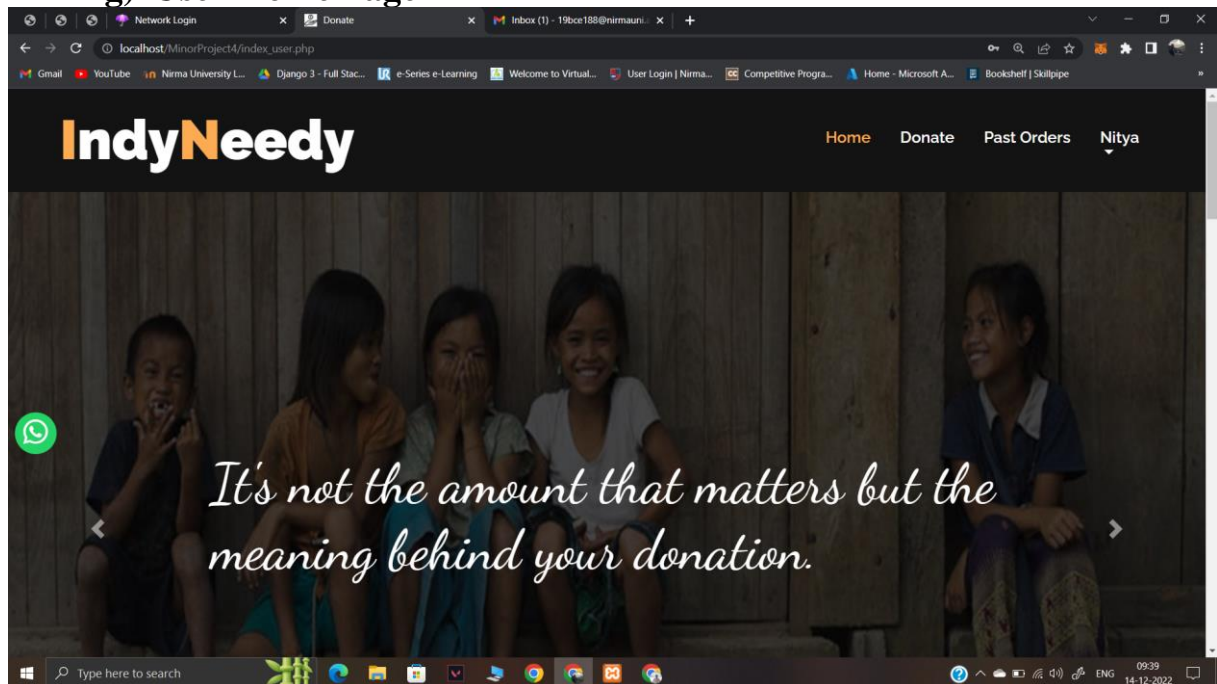 Network Login
Donate
Inbox (1) - 19bce188@nirmauni.
localhost/MinorProject4/index_user.php
Gmail
YouTube
Nirma University L...
Django 3 - Full Stac...
e-Series e-Learning
Welcome to Virtual...
User Login | Nirma...
Competitive Progra...
Home - Microsoft A...
Bookshelf | Skillpipe
»
IndyNeedy
Home
Donate
Past Orders
Nitya
It's not the amount that matters but the
meaning behind your donation.
Type here to search
ENG
09:39
14-12-2022